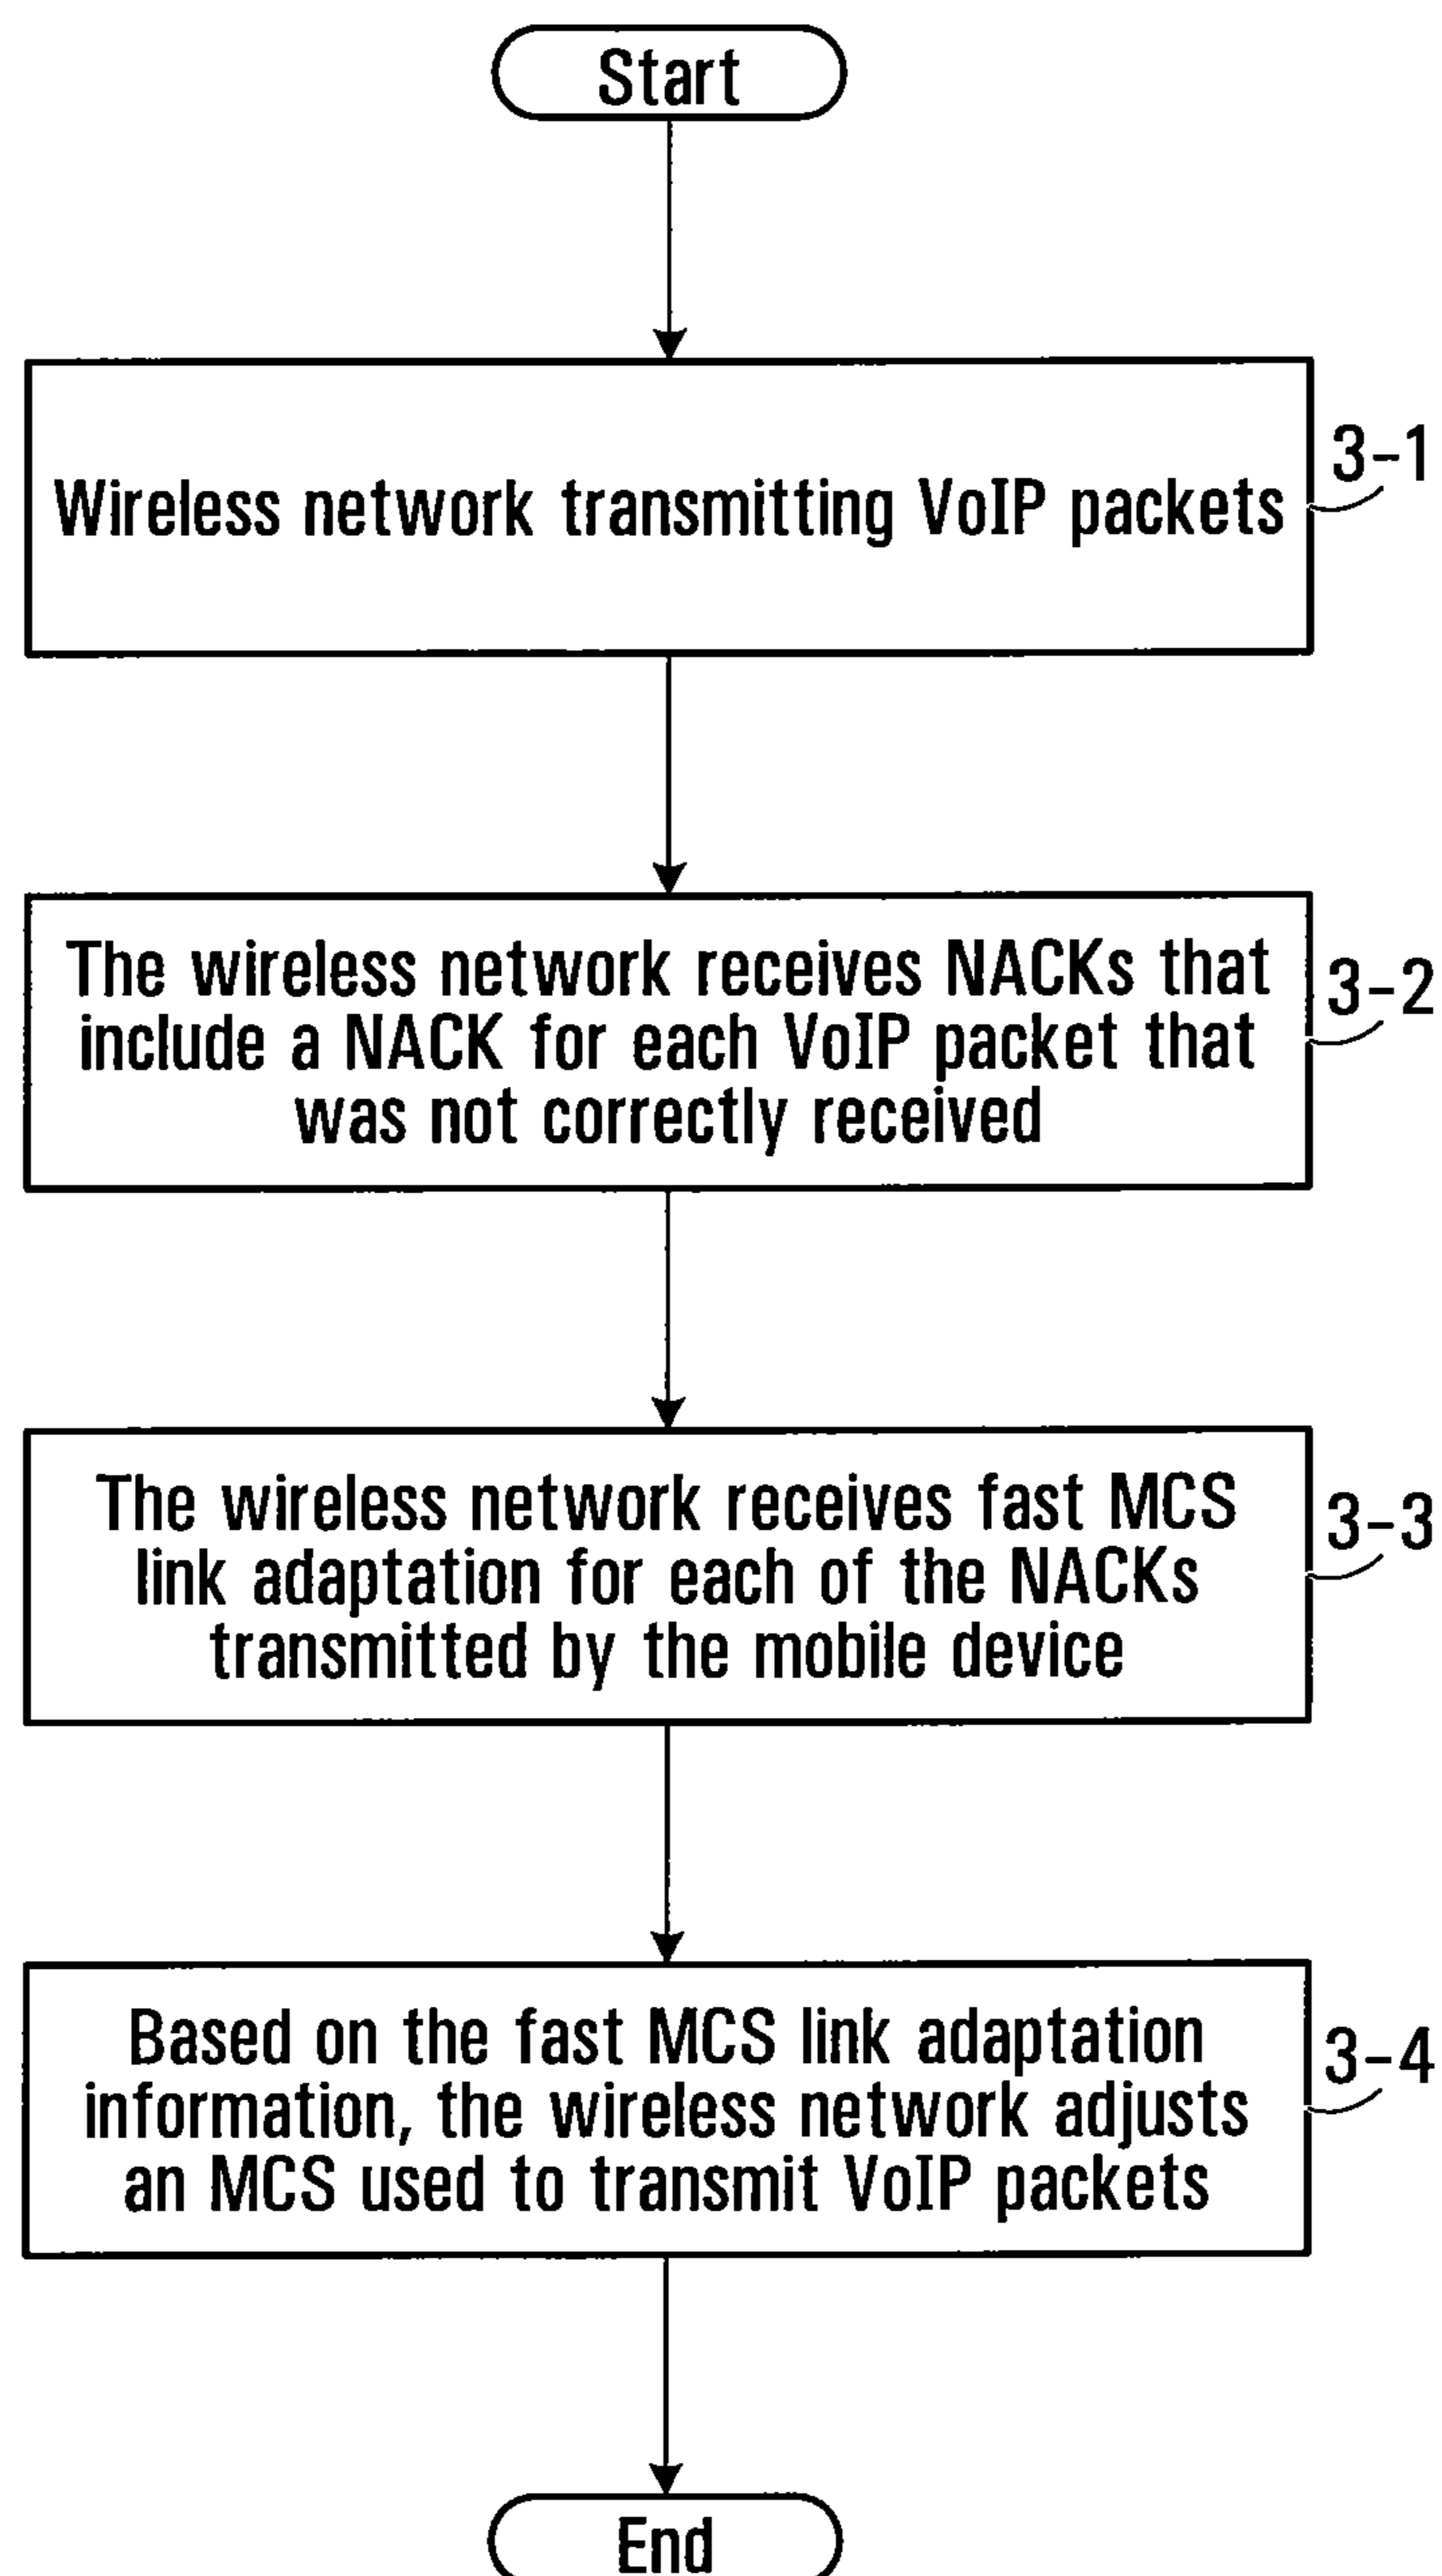 Start
Wireless network transmitting VoIP packets
3-1
The wireless network receives NACKs that
include a NACK for each VoIP packet that
was not correctly received
3-2
The wireless network receives fast MCS
link adaptation for each of the NACKs
transmitted by the mobile device
3-3
Based on the fast MCS link adaptation
information, the wireless network adjusts
an MCS used to transmit VoIP packets
3-4
End